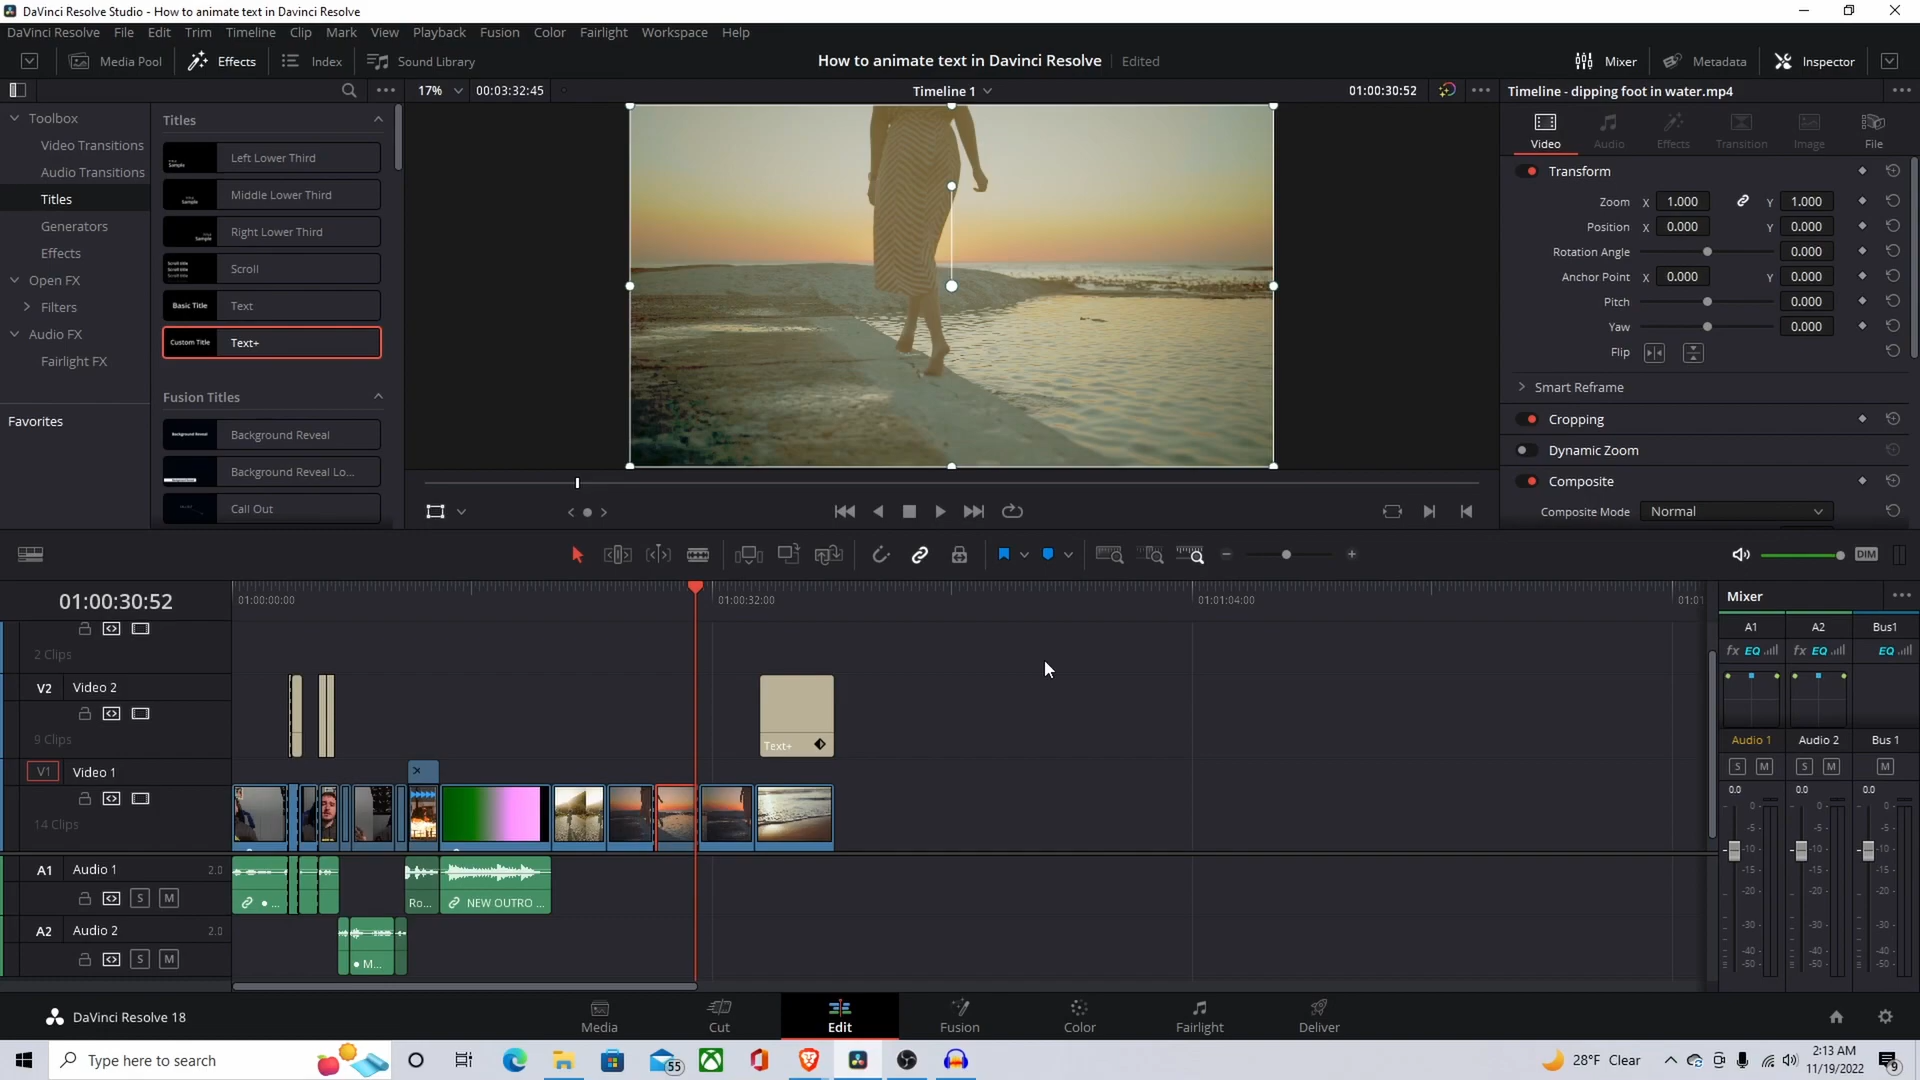 DaVinci Resolve Studio - How to animate text in Davinci Resolve
DaVinci Resolve File Edit Trim Timeline Clip Mark View Playback Fusion Color Fairlight Workspace Help
Media Pool Effects Index Sound Library How to animate text in Davinci Resolve Edited Mixer Metadata Inspector
17% 00:03:32:45 Timeline 1 01:00:30:52 Timeline - dipping foot in water.mp4
Toolbox
Video Transitions
Audio Transitions
Titles
Generators
Effects
Open FX
Filters
Audio FX
Fairlight FX
Favorites
Titles
Left Lower Third
Middle Lower Third
Right Lower Third
Scroll
Basic Title Text
Custom Title Text+
Fusion Titles
Background Reveal
Background Reveal Lo...
Call Out
Video Audio Effects Transition Image File
Transform
Zoom X 1.000 Y 1.000
Position X 0.000 Y 0.000
Rotation Angle 0.000
Anchor Point X 0.000 Y 0.000
Pitch 0.000
Yaw 0.000
Flip
Smart Reframe
Cropping
Dynamic Zoom
Composite
Composite Mode Normal
DIM
01:00:30:52
01:00:00:00 01:00:32:00 01:01:04:00
2 Clips
V2 Video 2
9 Clips
Text+
V1 Video 1
14 Clips
A1 Audio 1 2.0
S M
Ro... NEW OUTRO ...
A2 Audio 2 2.0
S M
M...
Mixer
A1 A2 Bus1
fx EQ fx EQ EQ
Audio 1 Audio 2 Bus 1
S M S M M
0.0 0.0 0.0
0 0 0
-5 -5 -5
-10 -10 -10
-15 -15 -15
-20 -20 -20
-30 -30 -30
-40 -40 -40
-50 -50 -50
DaVinci Resolve 18
Media Cut Edit Fusion Color Fairlight Deliver
Type here to search
55
28°F Clear
2:13 AM
11/19/2022
9